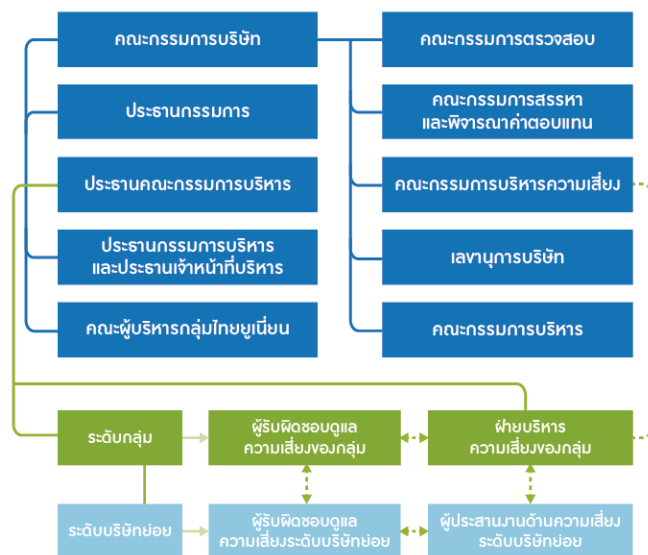 คณะกรรมการบริษัท
คณะกรรมการตรวจสอบ
ประธานกรรมการ
คณะกรรมการสรรหา
และพิจารณาค่าตอบแทน
ประธานคณะกรรมการบริหาร
คณะกรรมการบริหารความเสี่ยง
ประธานกรรมการบริหาร
และประธานเจ้าหน้าที่บริหาร
เลขานุการบริษัท
คณะผู้บริหารกลุ่มไทยยูเนี่ยน
คณะกรรมการบริหาร
ระดับกลุ่ม
ผู้รับผิดชอบดูแล
ความเสี่ยงของกลุ่ม
ฝ่ายบริหาร
ความเสี่ยงของกลุ่ม
ระดับบริษัทย่อย
ผู้รับผิดชอบดูแล
ความเสี่ยงระดับบริษัทย่อย
ผู้ประสานงานด้านความเสี่ยง
ระดับบริษัทย่อย